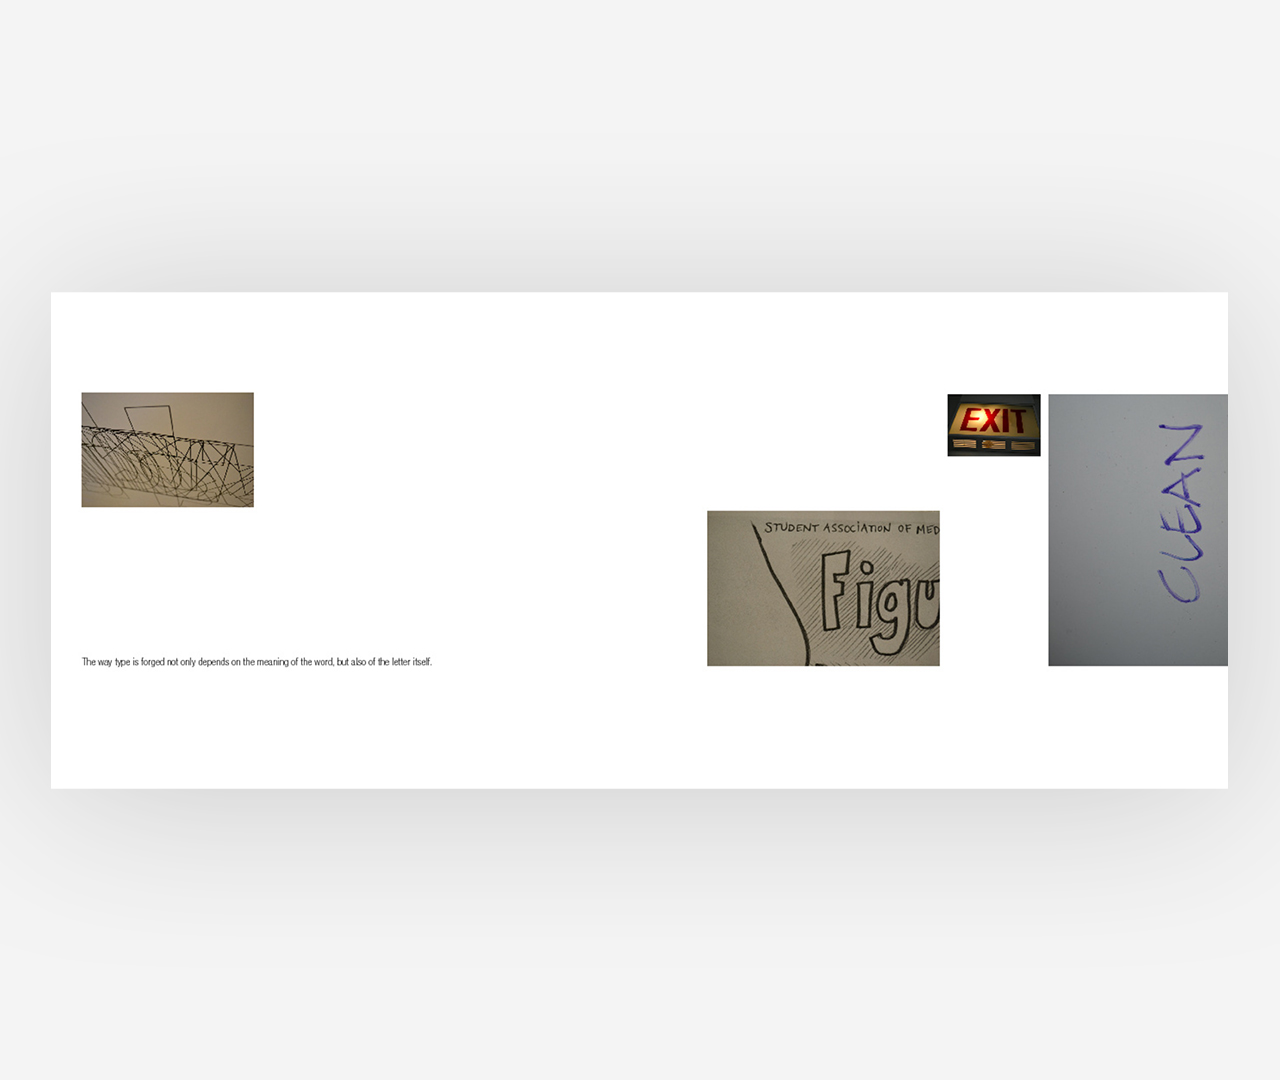 EXIT
CLEAN
STUDENT ASSOCIATION OF MED
Figu
The way type is forged not only depends on the meaning of the word, but also of the letter itself.